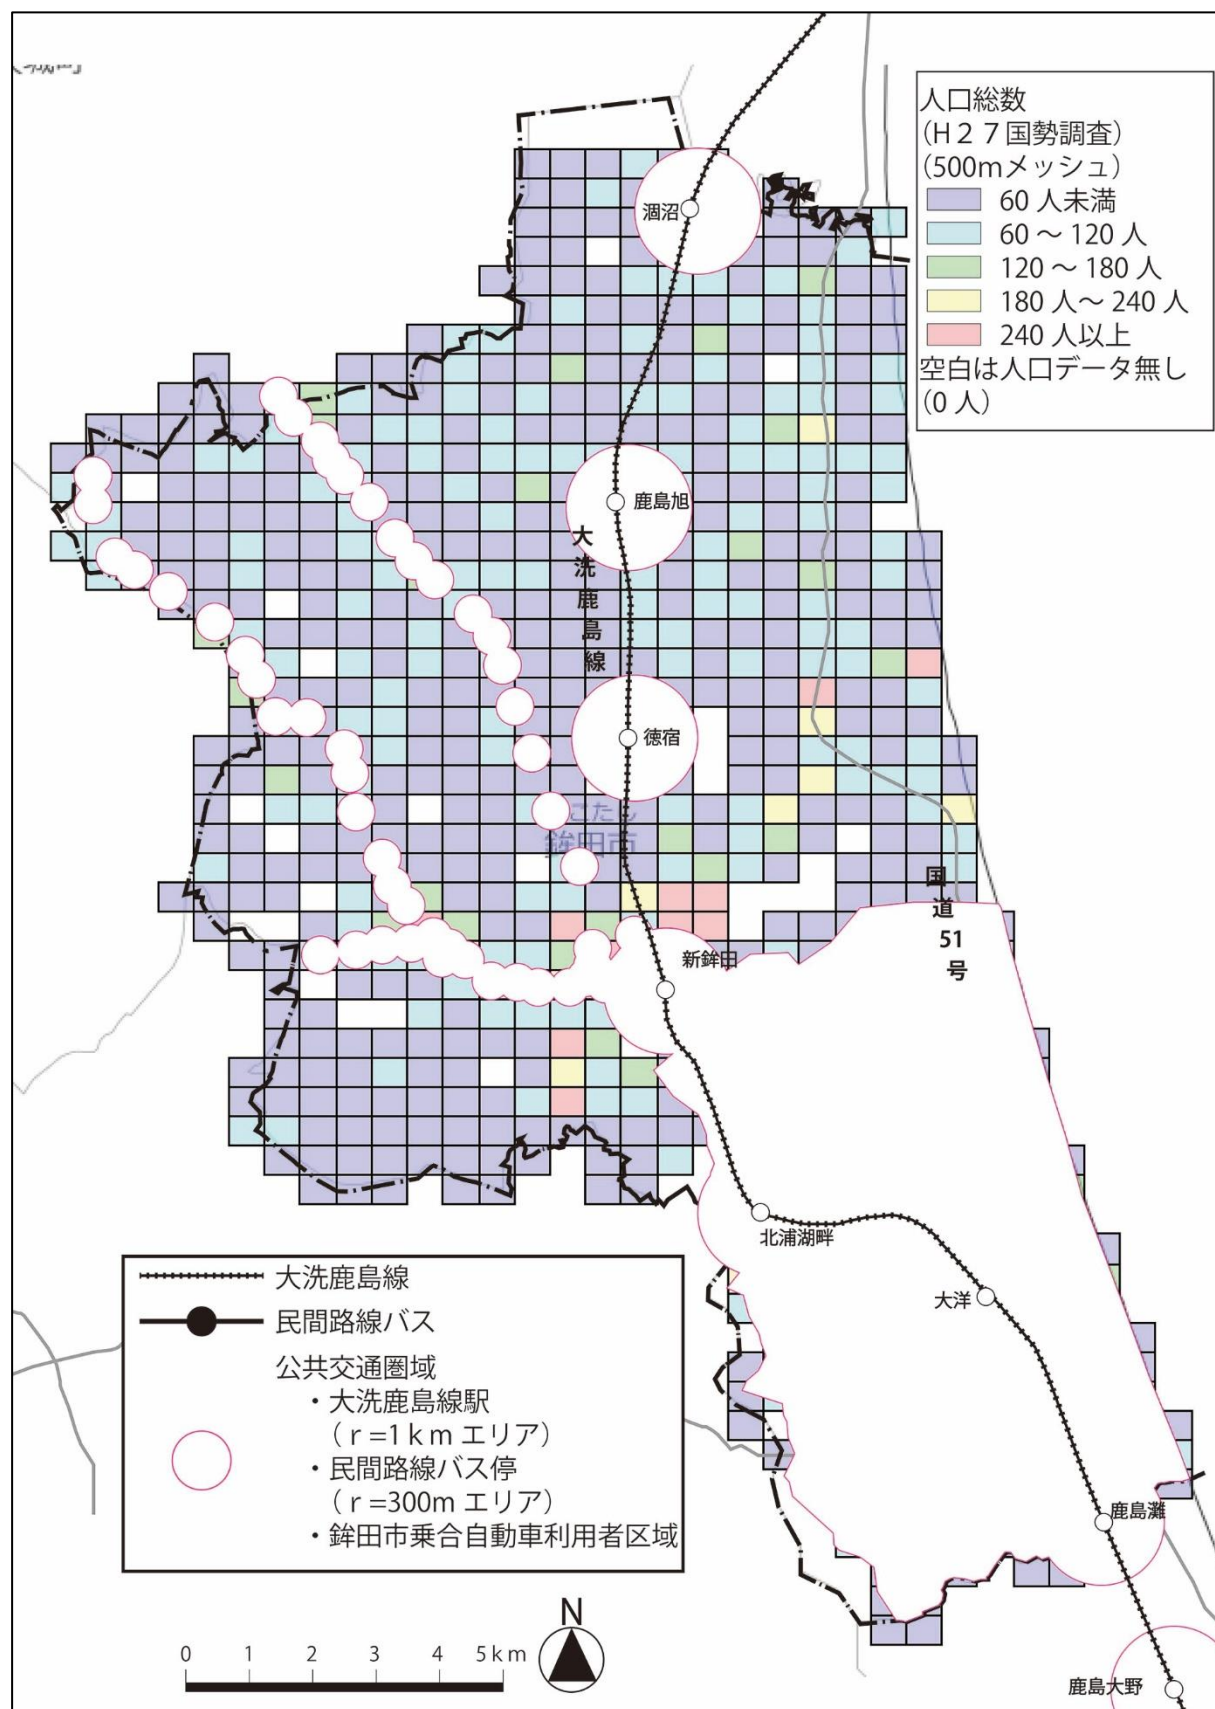 人口総数
（H２７国勢調査）
（500mメッシュ）
60 人未満
60 ～ 120 人
120 ～ 180 人
180 人～ 240 人
240 人以上
空白は人口データ無し
（0 人）
涸沼
鹿島旭
大洗鹿島線
徳宿
鉾田市
国道51号
新鉾田
北浦湖畔
大洋
鹿島灘
鹿島大野
大洗鹿島線
民間路線バス
公共交通圏域
・大洗鹿島線駅
（ｒ=1ｋｍ エリア）
・民間路線バス停
（ｒ=300m エリア）
・鉾田市乗合自動車利用者区域
0 1 2 3 4 5ｋm
N